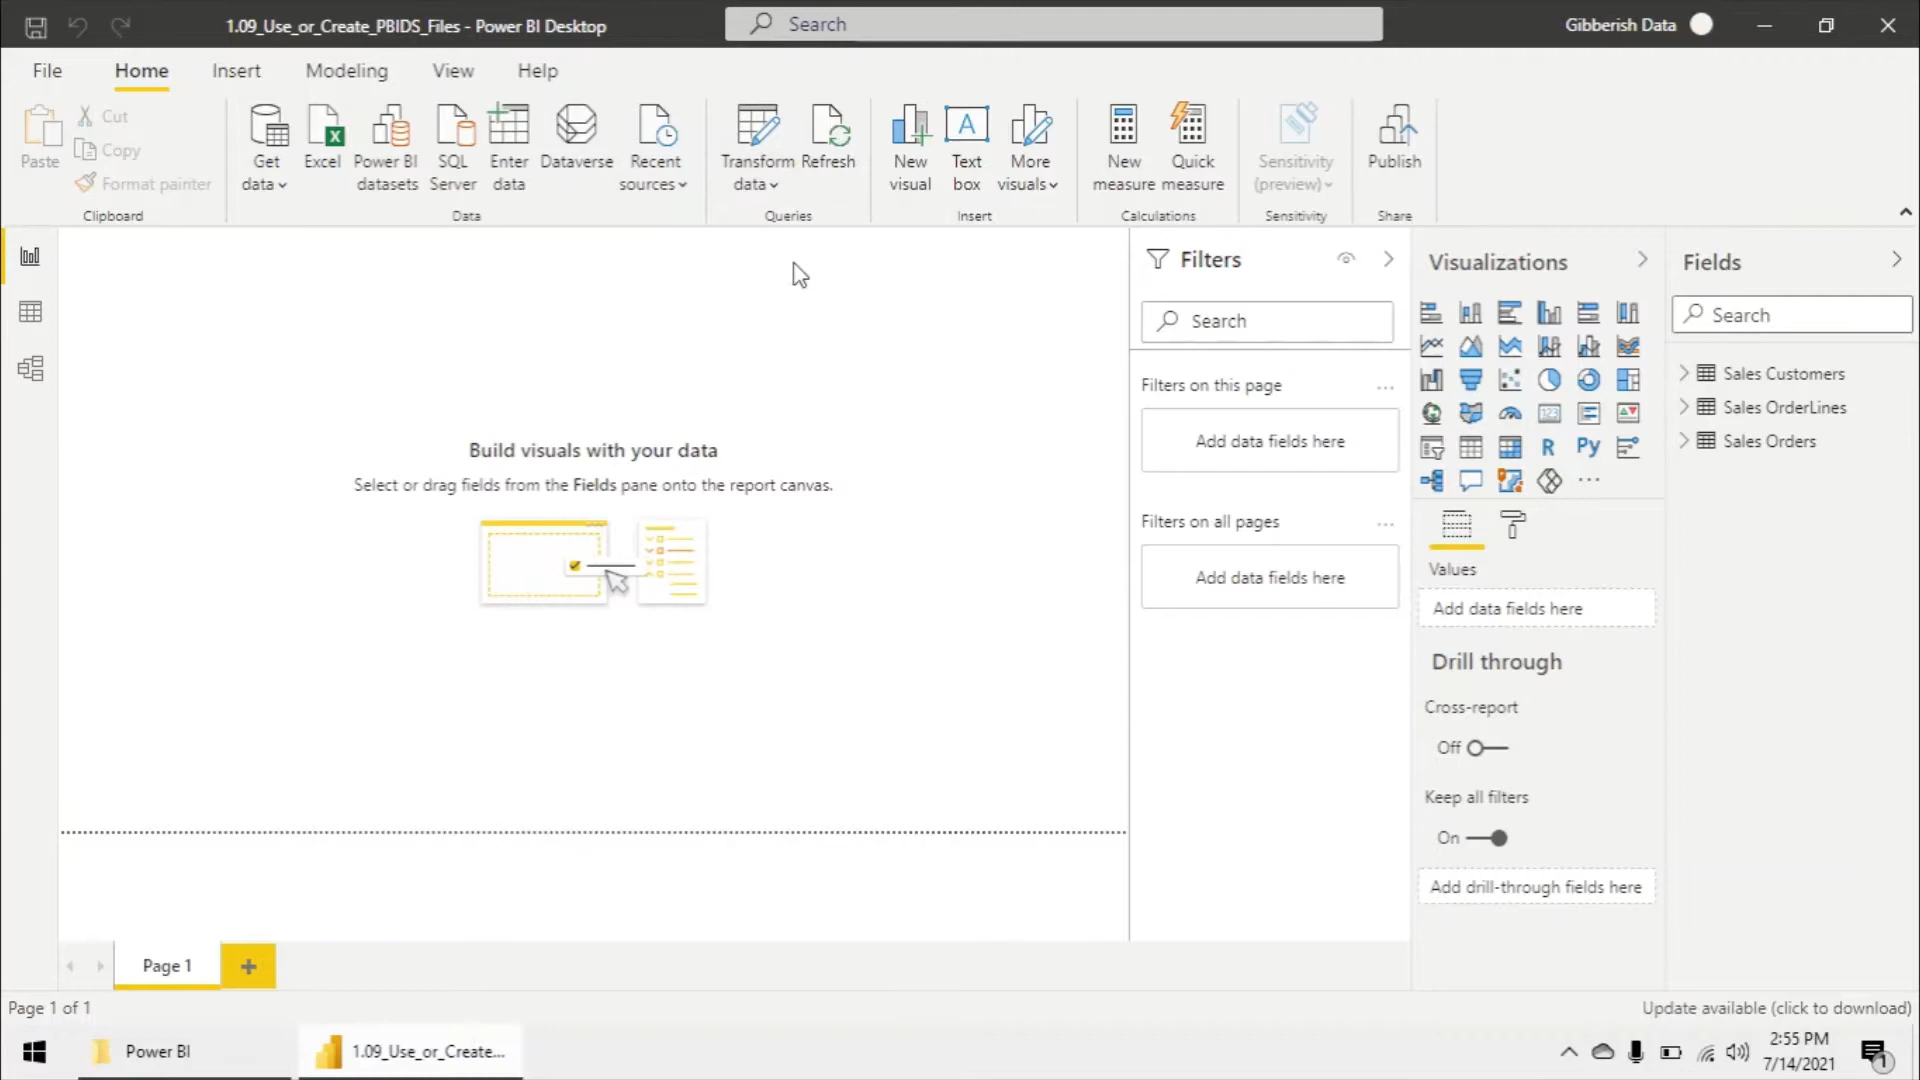 1.09_Use_or_Create_PBIDS_Files - Power BI Desktop
Search
Gibberish Data
File
Home
Insert
Modeling
View
Help
Paste
Cut
Copy
Format painter
Clipboard
Get
data
Excel
Power BI
datasets
SQL
Server
Enter
data
Dataverse
Recent
sources
Data
Transform
data
Refresh
Queries
New
visual
A
Text
box
More
visuals
Insert
New
measure
Quick
measure
Calculations
Sensitivity
(preview)
Sensitivity
Publish
Share
Build visuals with your data
Select or drag fields from the Fields pane onto the report canvas.
Filters
Search
Filters on this page
...
Add data fields here
Filters on all pages
...
Add data fields here
Visualizations
123
R
Py
...
Values
Add data fields here
Drill through
Cross-report
Off
Keep all filters
On
Add drill-through fields here
Fields
Search
Sales Customers
Sales OrderLines
Sales Orders
Page 1
+
Page 1 of 1
Update available (click to download)
Power BI
1.09_Use_or_Create...
2:55 PM
7/14/2021
1